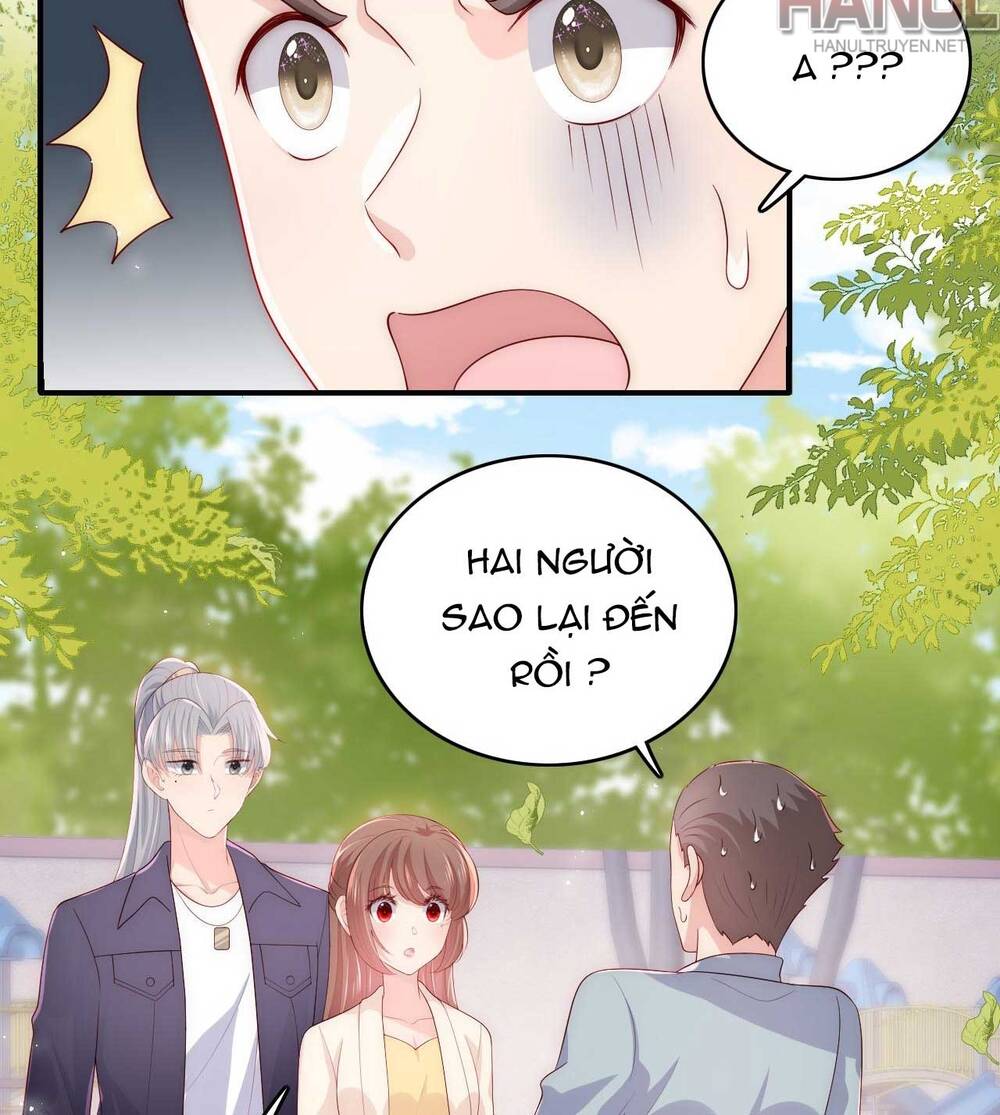 HANUL
HANULTRUYEN.NET
A ???
HAI NGƯỜI
SAO LẠI ĐẾN
RỒI ?